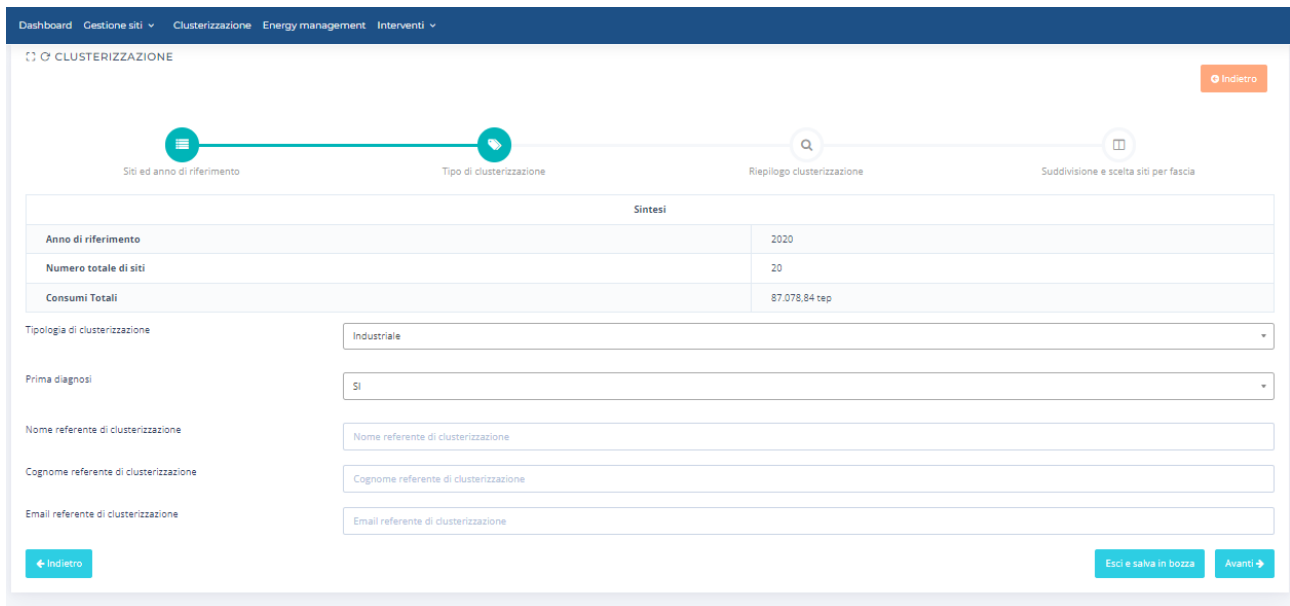 Dashboard Gestione siti Clusterizzazione Energy management Interventi
CLUSTERIZZAZIONE
Indietro
Siti ed anno di riferimento Tipo di clusterizzazione Riepilogo clusterizzazione Suddivisione e scelta siti per fascia
Sintesi
Anno di riferimento 2020
Numero totale di siti 20
Consumi Totali 87.078,84 tep
Tipologia di clusterizzazione Industriale
Prima diagnosi SI
Nome referente di clusterizzazione Nome referente di clusterizzazione
Cognome referente di clusterizzazione Cognome referente di clusterizzazione
Email referente di clusterizzazione Email referente di clusterizzazione
Indietro Esci e salva in bozza Avanti